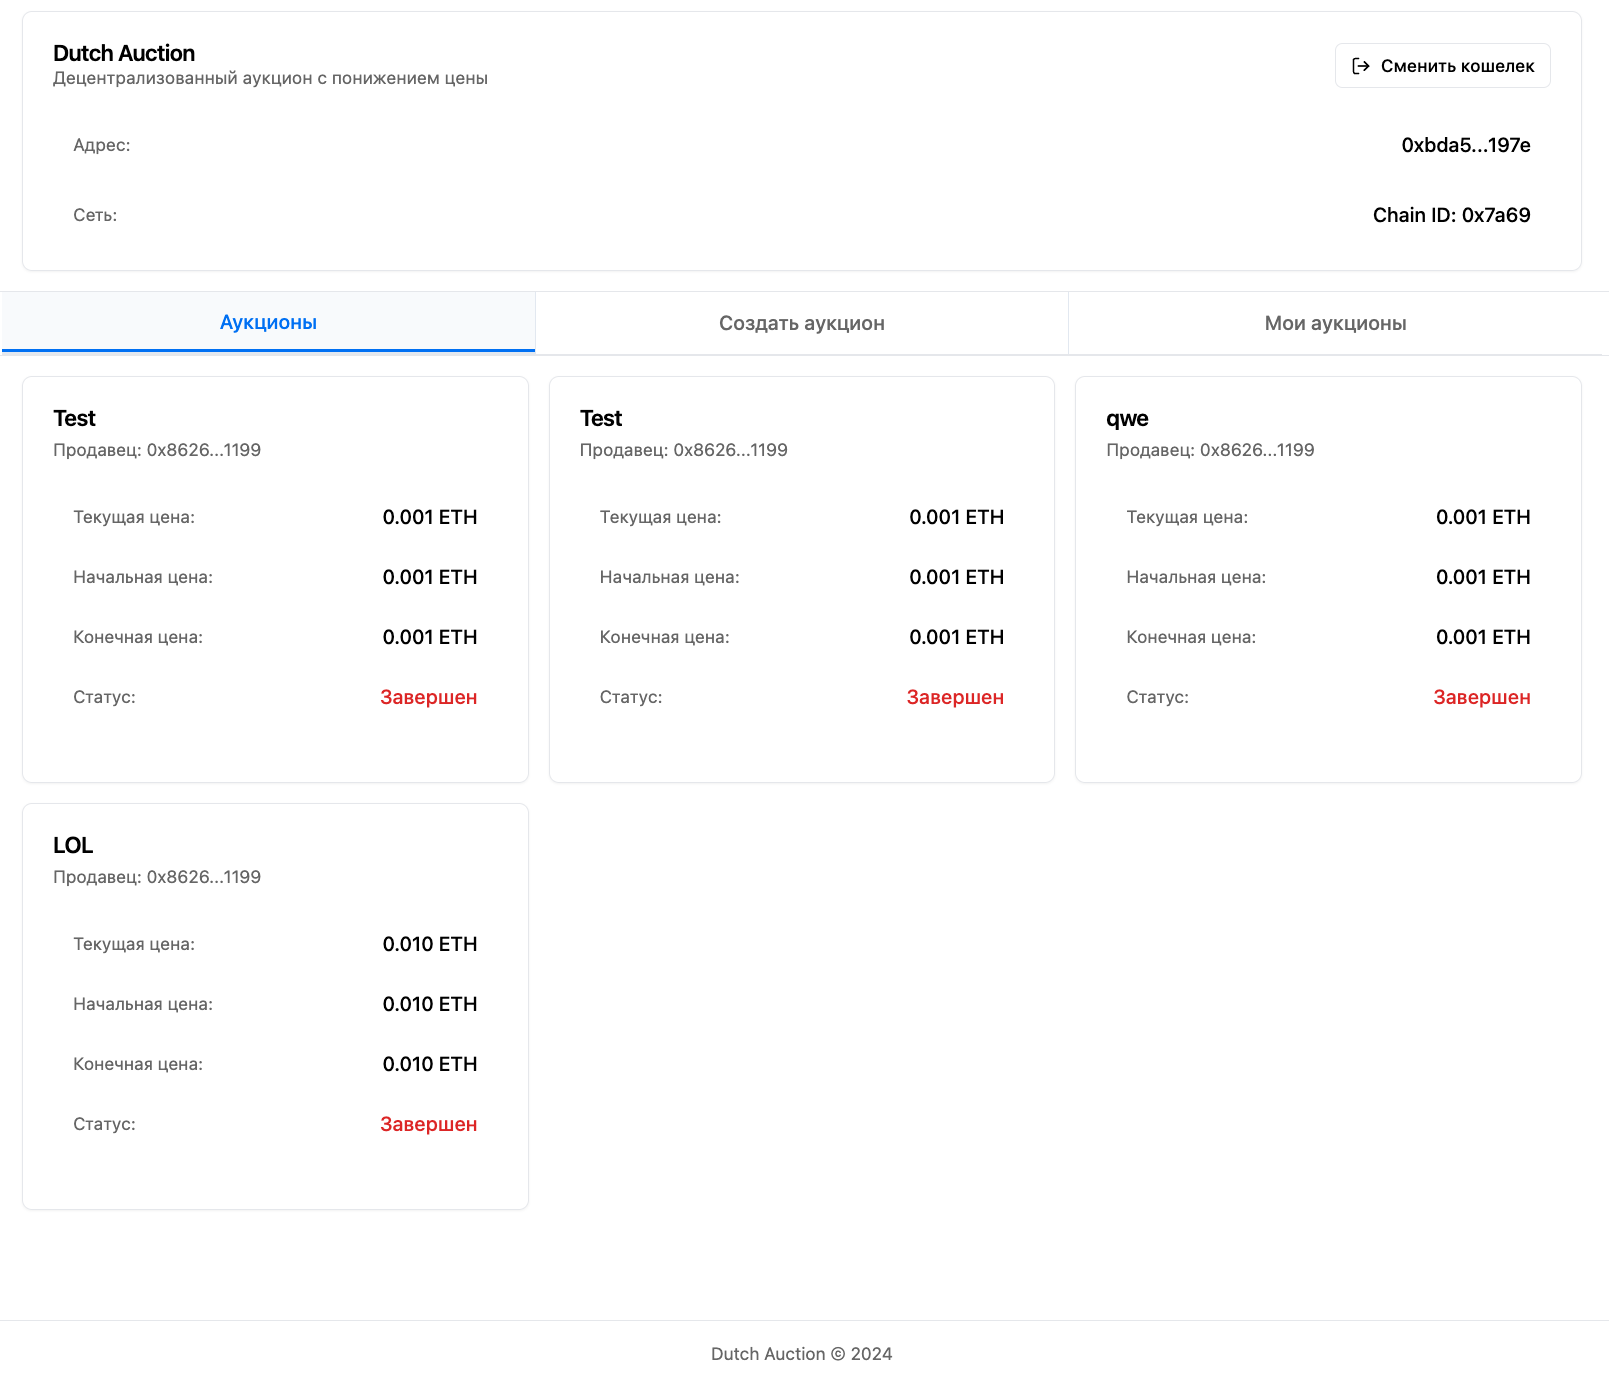 Dutch Auction
Децентрализованный аукцион с понижением цены
Сменить кошелек
Адрес: 0xbda5...197e
Сеть: Chain ID: 0x7a69
Аукционы Создать аукцион Мои аукционы
Test
Продавец: 0x8626...1199
Текущая цена: 0.001 ETH
Начальная цена: 0.001 ETH
Конечная цена: 0.001 ETH
Статус: Завершен
Test
Продавец: 0x8626...1199
Текущая цена: 0.001 ETH
Начальная цена: 0.001 ETH
Конечная цена: 0.001 ETH
Статус: Завершен
qwe
Продавец: 0x8626...1199
Текущая цена: 0.001 ETH
Начальная цена: 0.001 ETH
Конечная цена: 0.001 ETH
Статус: Завершен
LOL
Продавец: 0x8626...1199
Текущая цена: 0.010 ETH
Начальная цена: 0.010 ETH
Конечная цена: 0.010 ETH
Статус: Завершен
Dutch Auction © 2024